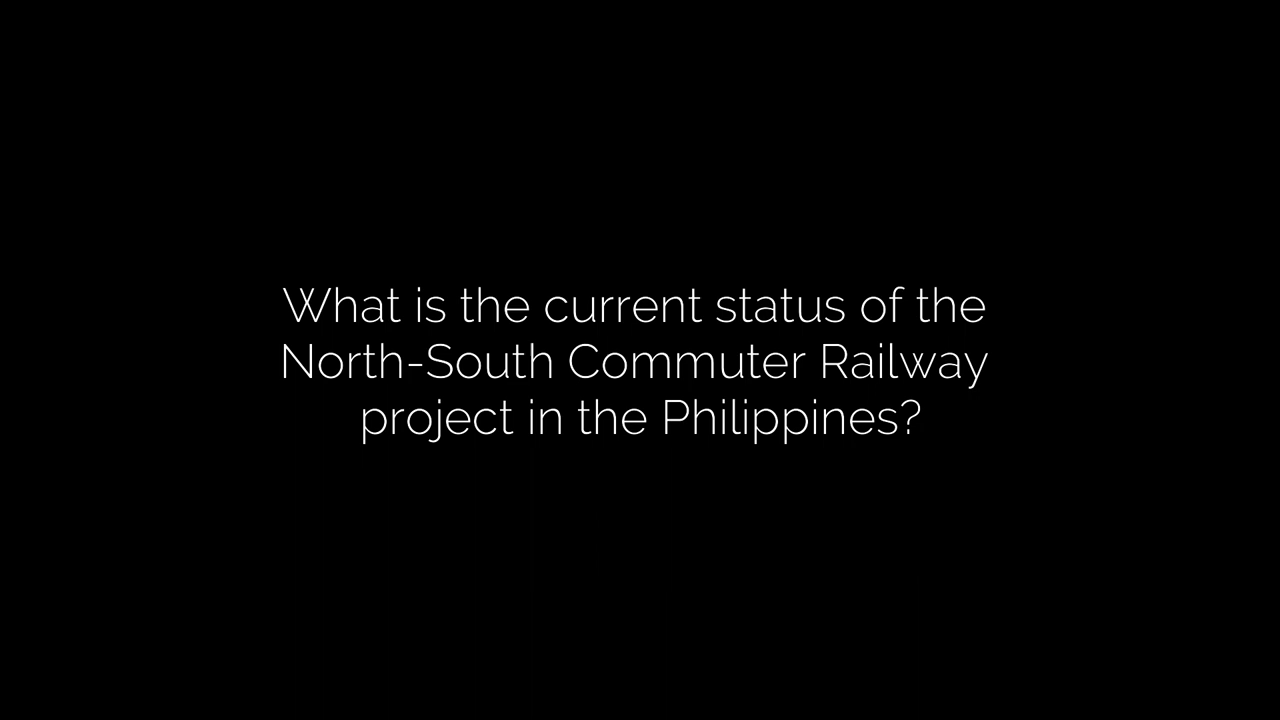 What is the current status of the
North-South Commuter Railway
project in the Philippines?